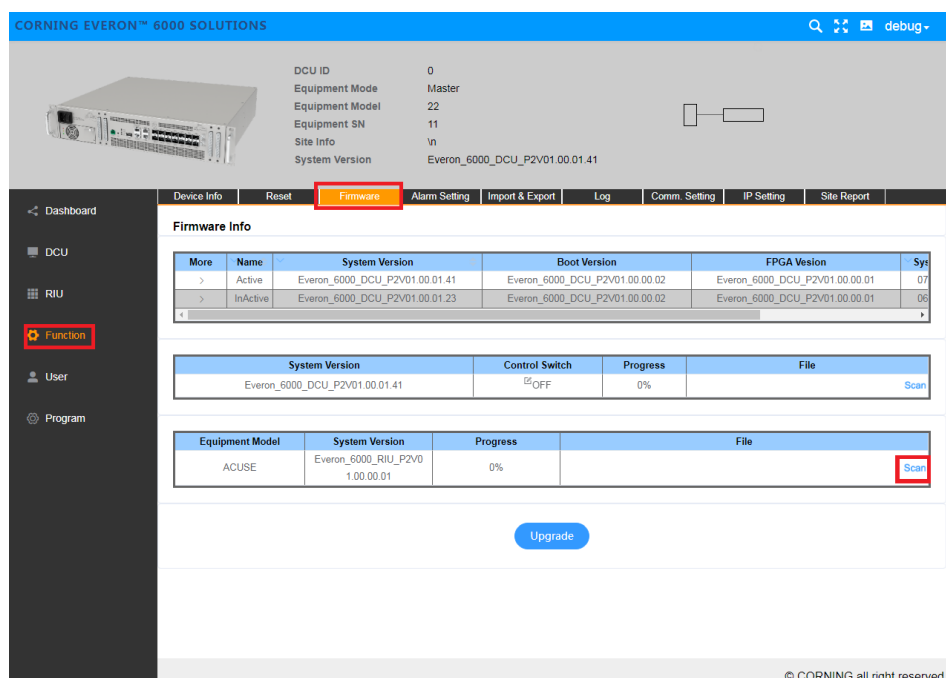 CORNING EVERON™ 6000 SOLUTIONS
debug
DCU ID 0
Equipment Mode Master
Equipment Model 22
Equipment SN 11
Site Info \n
System Version Everon_6000_DCU_P2V01.00.01.41
Device Info Reset Firmware Alarm Setting Import & Export Log Comm. Setting IP Setting Site Report
Dashboard
DCU
RIU
Function
User
Program
Firmware Info
More Name System Version Boot Version FPGA Vesion Sys
> Active Everon_6000_DCU_P2V01.00.01.41 Everon_6000_DCU_P2V01.00.00.02 Everon_6000_DCU_P2V01.00.00.01 07
> InActive Everon_6000_DCU_P2V01.00.01.23 Everon_6000_DCU_P2V01.00.00.02 Everon_6000_DCU_P2V01.00.00.01 06
System Version Control Switch Progress File
Everon_6000_DCU_P2V01.00.01.41 OFF 0% Scan
Equipment Model System Version Progress File
ACUSE Everon_6000_RIU_P2V0 0% Scan
1.00.00.01
Upgrade
© CORNING all right reserved